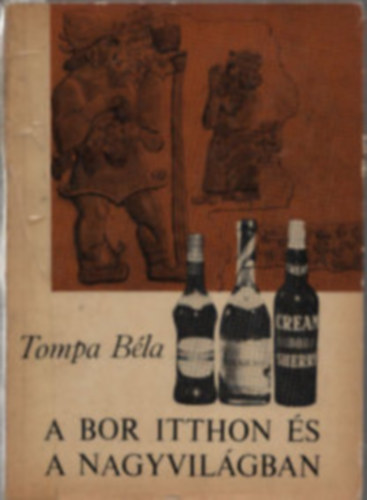 CREAM
SHERRY
Tompa Béla
A BOR ITTHON ÉS
A NAGYVILÁGBAN